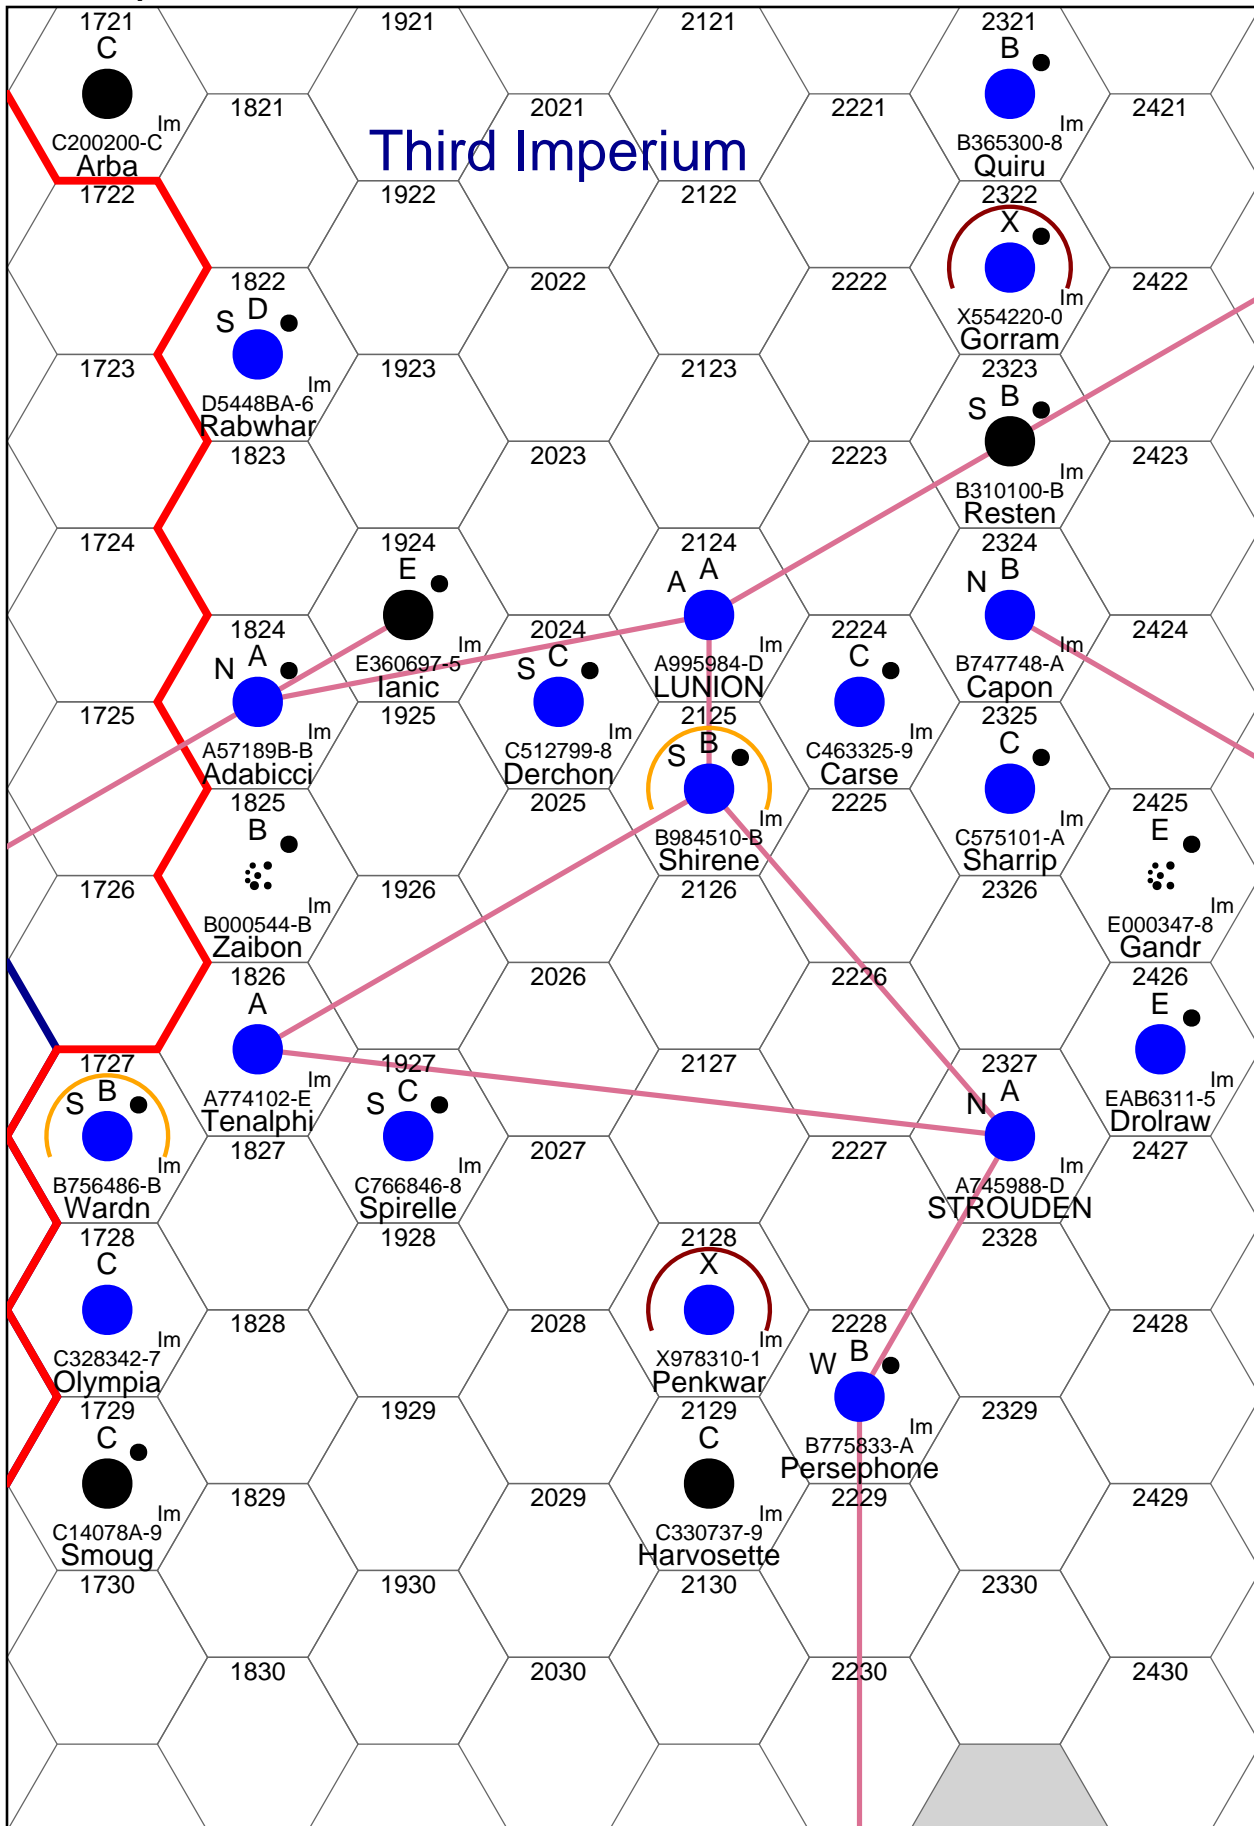 1721
C
Im
C200200-C
Arba
1921
2121
2321
B
Im
B365300-8
Quiru
1821
2021
2221
2421
Third Imperium
1722
1922
2122
2322
X
Im
X554220-0
Gorram
1822
S D
Im
D5448BA-6
Rabwhar
2022
2222
2422
1723
1923
2123
2323
S B
Im
B310100-B
Resten
1823
2023
2223
2423
1724
1924
E
Im
E360697-5
Ianic
2124
A A
Im
A995984-D
LUNION
2324
N B
Im
B747748-A
Capon
1824
N A
Im
A57189B-B
Adabicci
2024
S C
Im
C512799-8
Derchon
2224
C
Im
C463325-9
Carse
2424
1725
1925
2125
S B
Im
B984510-B
Shirene
2325
C
Im
C575101-A
Sharrip
1825
B
Im
B000544-B
Zaibon
2025
2225
2425
E
Im
E000347-8
Gandr
1726
1926
2126
2326
1826
A
Im
A774102-E
Tenalphi
2026
2226
2426
E
Im
EAB6311-5
Drolraw
1727
S B
Im
B756486-B
Wardn
1927
S C
Im
C766846-8
Spirelle
2127
2327
N A
Im
A745988-D
STROUDEN
1827
2027
2227
2427
1728
C
Im
C328342-7
Olympia
1928
2128
X
Im
X978310-1
Penkwar
2328
1828
2028
2228
W B
Im
B775833-A
Persephone
2428
1729
C
Im
C14078A-9
Smoug
1929
2129
C
Im
C330737-9
Harvosette
2329
1829
2029
2229
2429
1730
1930
2130
2330
1830
2030
2230
2430